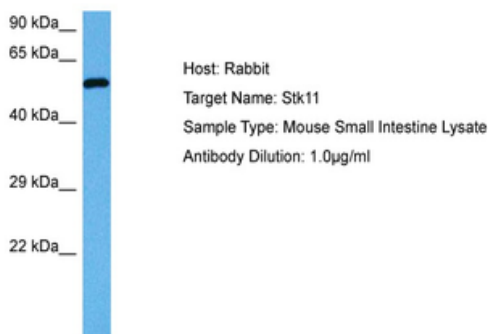 90 kDa__
65 kDa__
Host: Rabbit
Target Name: Stk11
40 kDa__
Sample Type: Mouse Small Intestine Lysate
Antibody Dilution: 1.0µg/ml
29 kDa__
22 kDa__